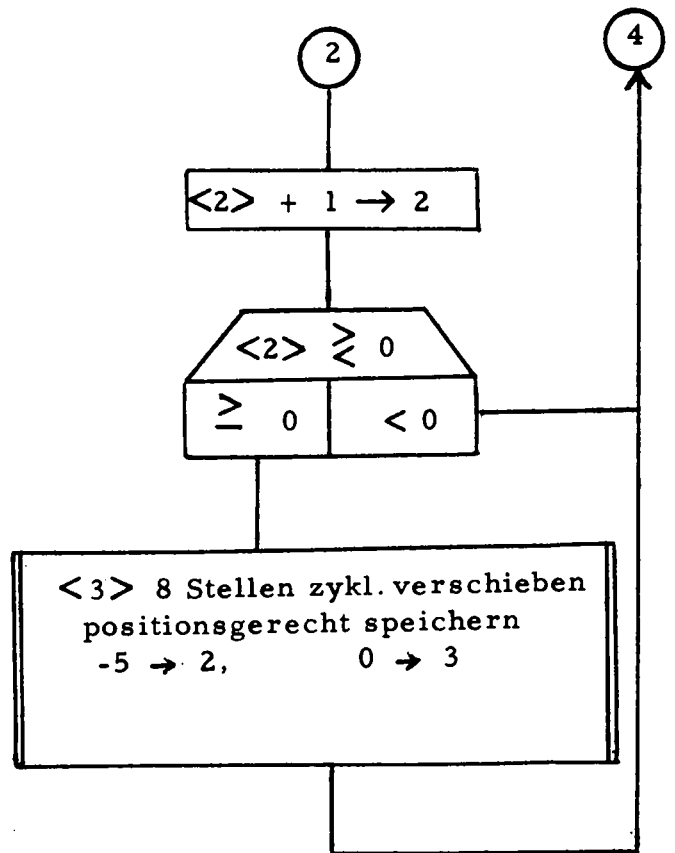 2
4
<2> + 1 → 2
<2> ≷ 0
≥ 0
< 0
<3> 8 Stellen zykl. verschieben
positionsgerecht speichern
-5 → 2, 0 → 3